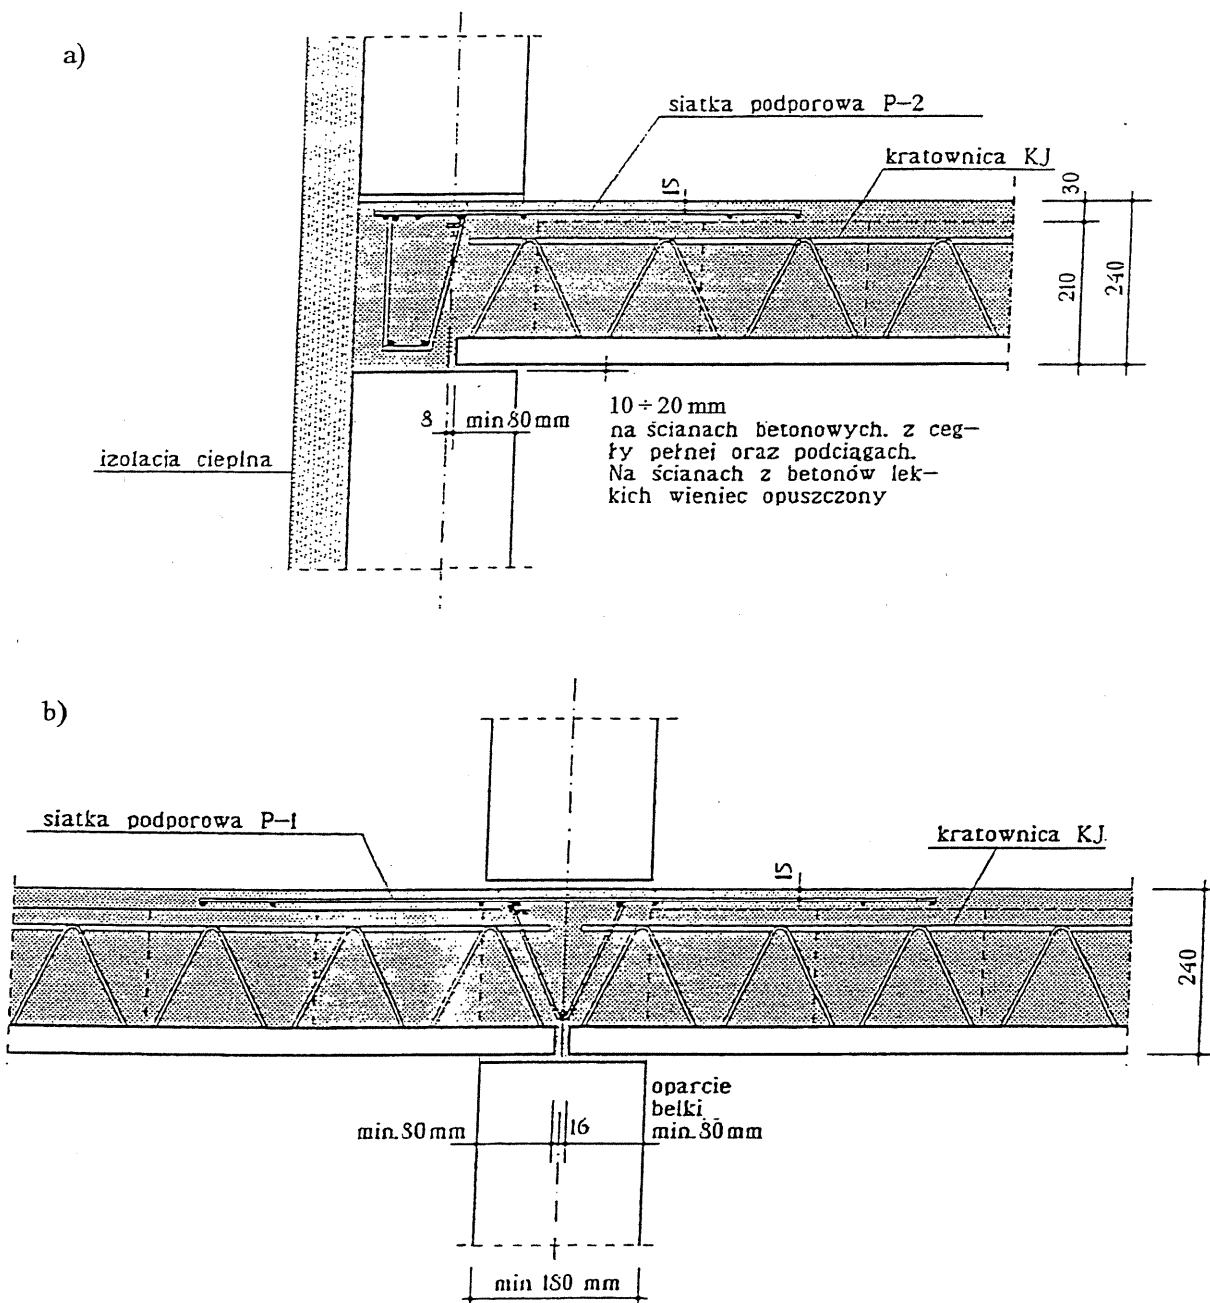 a)
siatka podporowa P-2
kratownica KJ
15
30
210
240
8 min 80 mm
10 ÷ 20 mm
na ścianach betonowych. z ceg-
ły pełnei oraz podciągach.
Na ścianach z betonów lek-
kich wieniec opuszczony
izolacja cieplna
b)
siatka podporowa P-1
kratownica KJ
15
240
oparcie
belki
min. 80 mm 16 min. 80 mm
min 180 mm